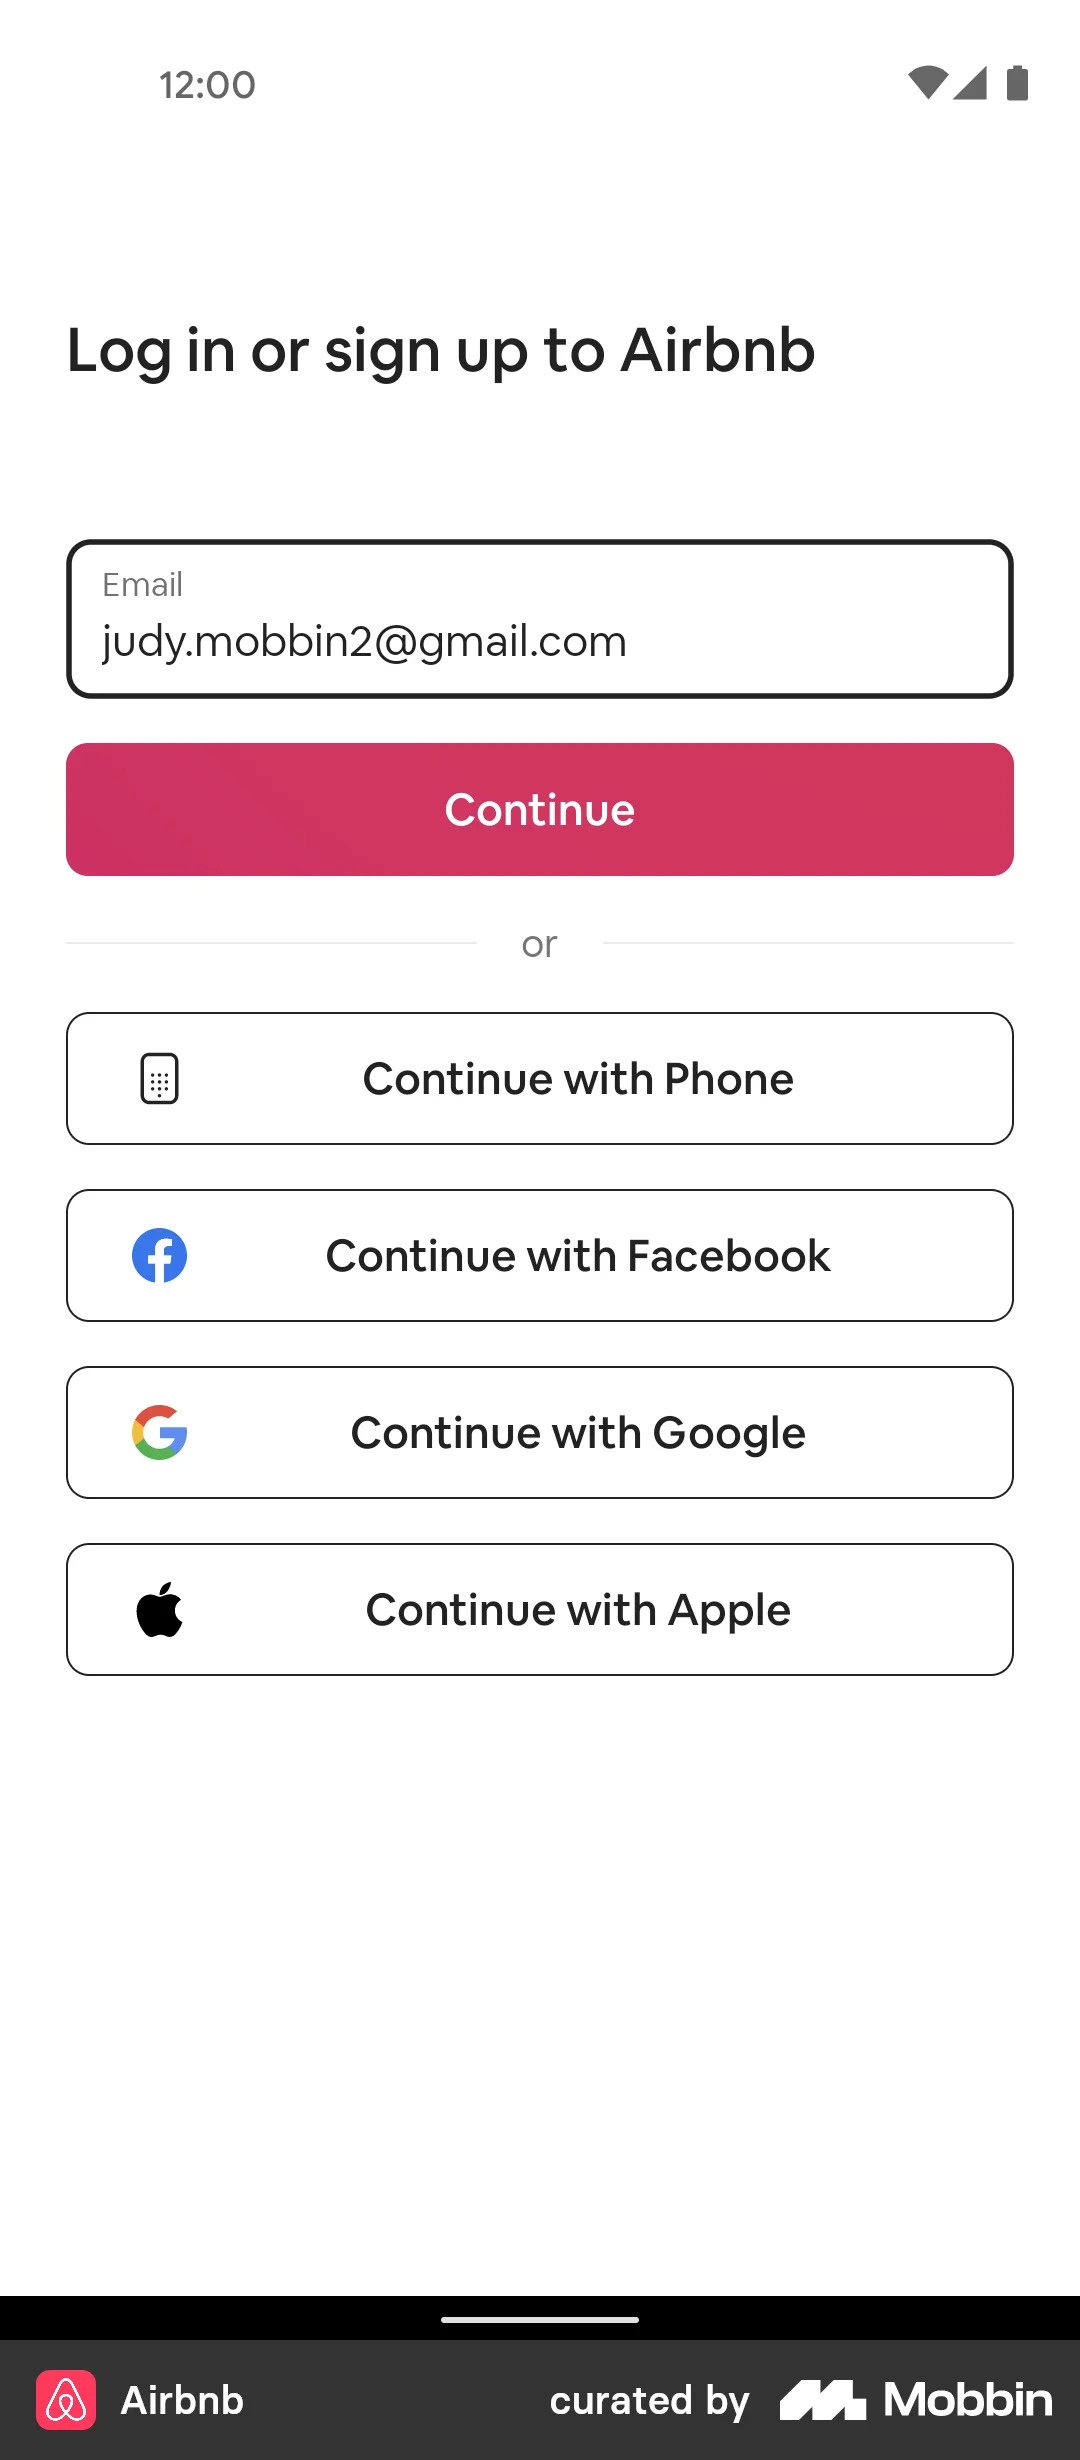 12:00
Log in or sign up to Airbnb
Email
judy.mobbin2@gmail.com
Continue
or
Continue with Phone
Continue with Facebook
Continue with Google
Continue with Apple
Airbnb curated by Mobbin